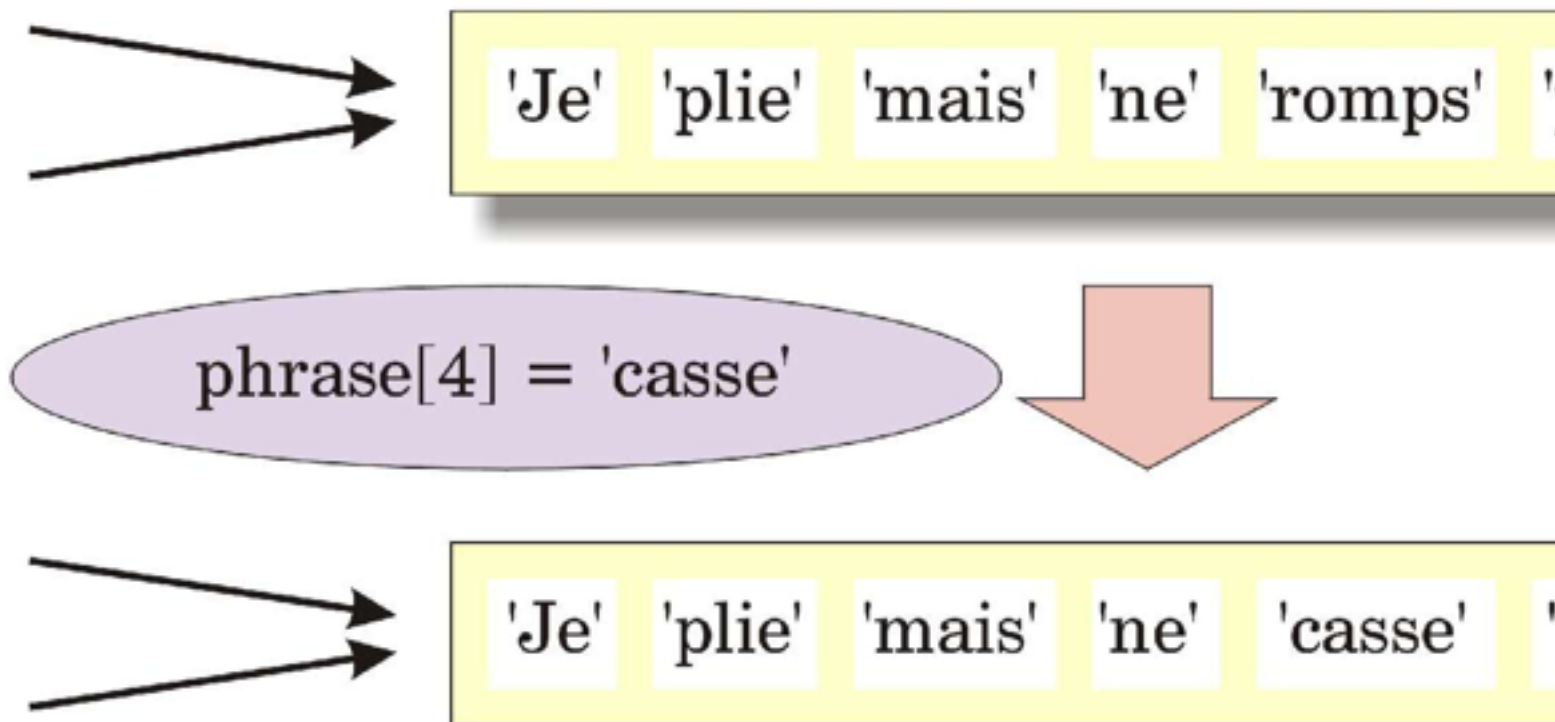 'Je' 'plie' 'mais' 'ne' 'romps'
phrase[4] = 'casse'
'Je' 'plie' 'mais' 'ne' 'casse'